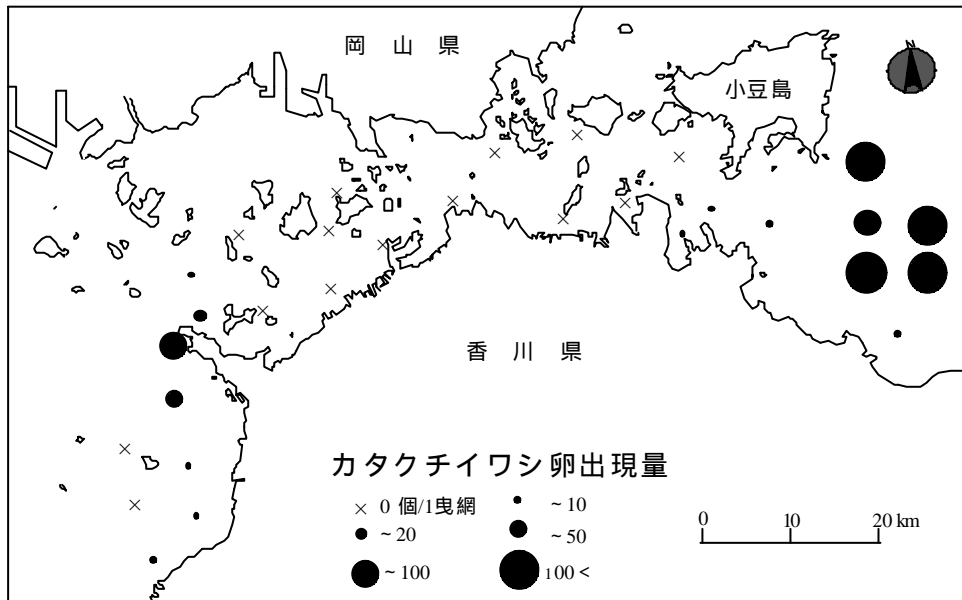 岡山県
N
小豆島
香川県
カタクチイワシ卵出現量
× 0 個/1曳網
~10
~20
~50
~100
100<
0 10 20 km